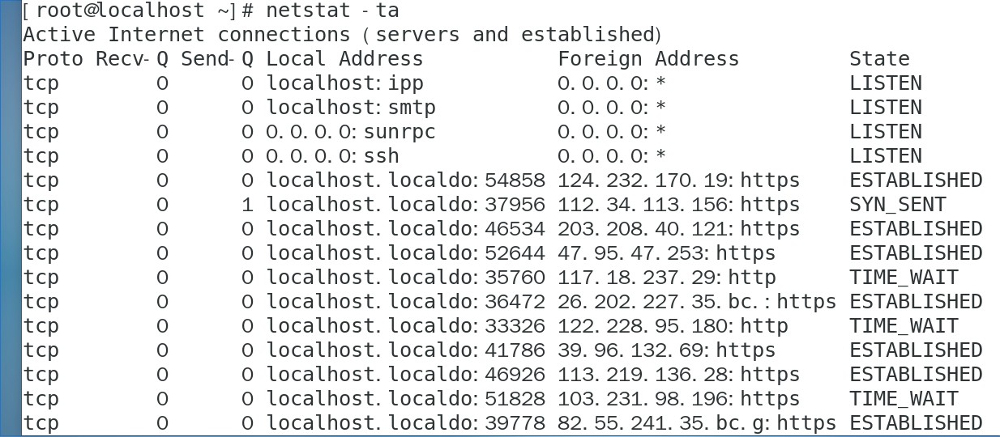 [root@localhost ~]# netstat -ta
Active Internet connections (servers and established)
Proto Recv-Q Send-Q Local Address           Foreign Address         State
tcp        0      0 localhost:ipp           0.0.0.0:*               LISTEN
tcp        0      0 localhost:smtp          0.0.0.0:*               LISTEN
tcp        0      0 0.0.0.0:sunrpc          0.0.0.0:*               LISTEN
tcp        0      0 0.0.0.0:ssh             0.0.0.0:*               LISTEN
tcp        0      0 localhost.localdo:54858 124.232.170.19:https    ESTABLISHED
tcp        0      1 localhost.localdo:37956 112.34.113.156:https    SYN_SENT
tcp        0      0 localhost.localdo:46534 203.208.40.121:https    ESTABLISHED
tcp        0      0 localhost.localdo:52644 47.95.47.253:https      ESTABLISHED
tcp        0      0 localhost.localdo:35760 117.18.237.29:http      TIME_WAIT
tcp        0      0 localhost.localdo:36472 26.202.227.35.bc.:https ESTABLISHED
tcp        0      0 localhost.localdo:33326 122.228.95.180:http     TIME_WAIT
tcp        0      0 localhost.localdo:41786 39.96.132.69:https      ESTABLISHED
tcp        0      0 localhost.localdo:46926 113.219.136.28:https    ESTABLISHED
tcp        0      0 localhost.localdo:51828 103.231.98.196:https    TIME_WAIT
tcp        0      0 localhost.localdo:39778 82.55.241.35.bc.g:https ESTABLISHED